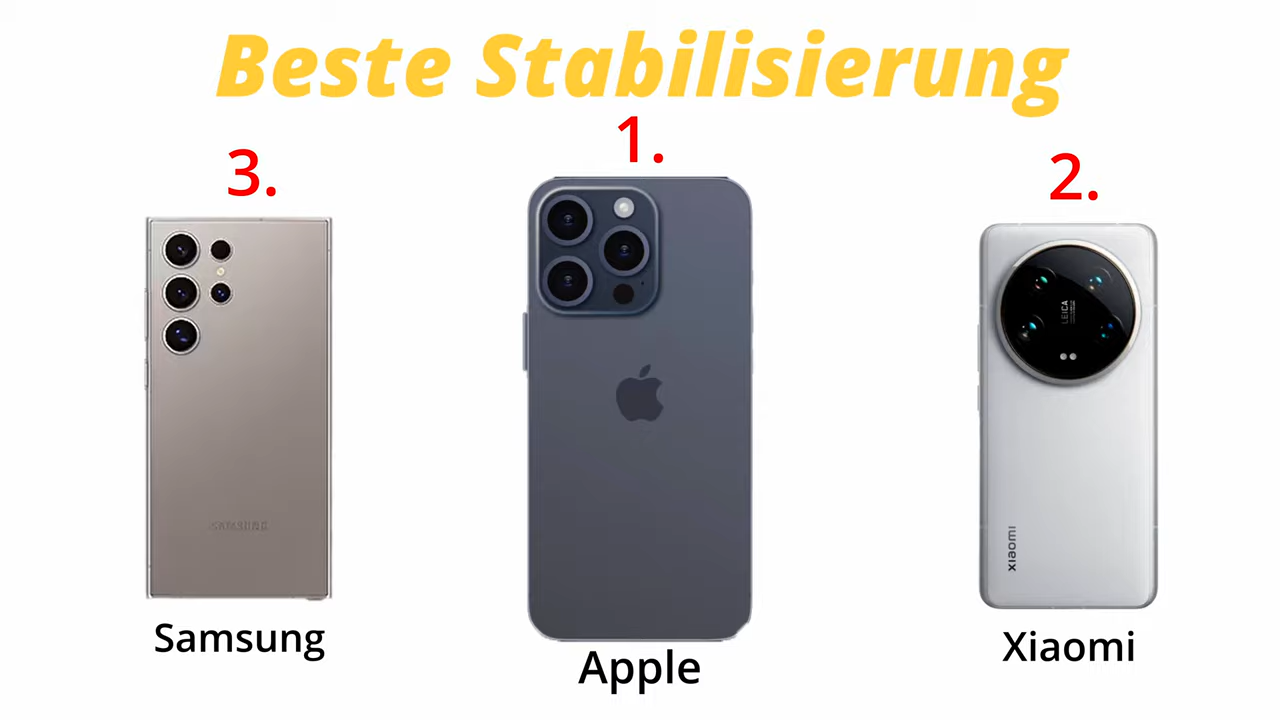 Beste Stabilisierung
3.
1.
2.
LEICA
SAMSUNG
xiaomi
Samsung
Apple
Xiaomi